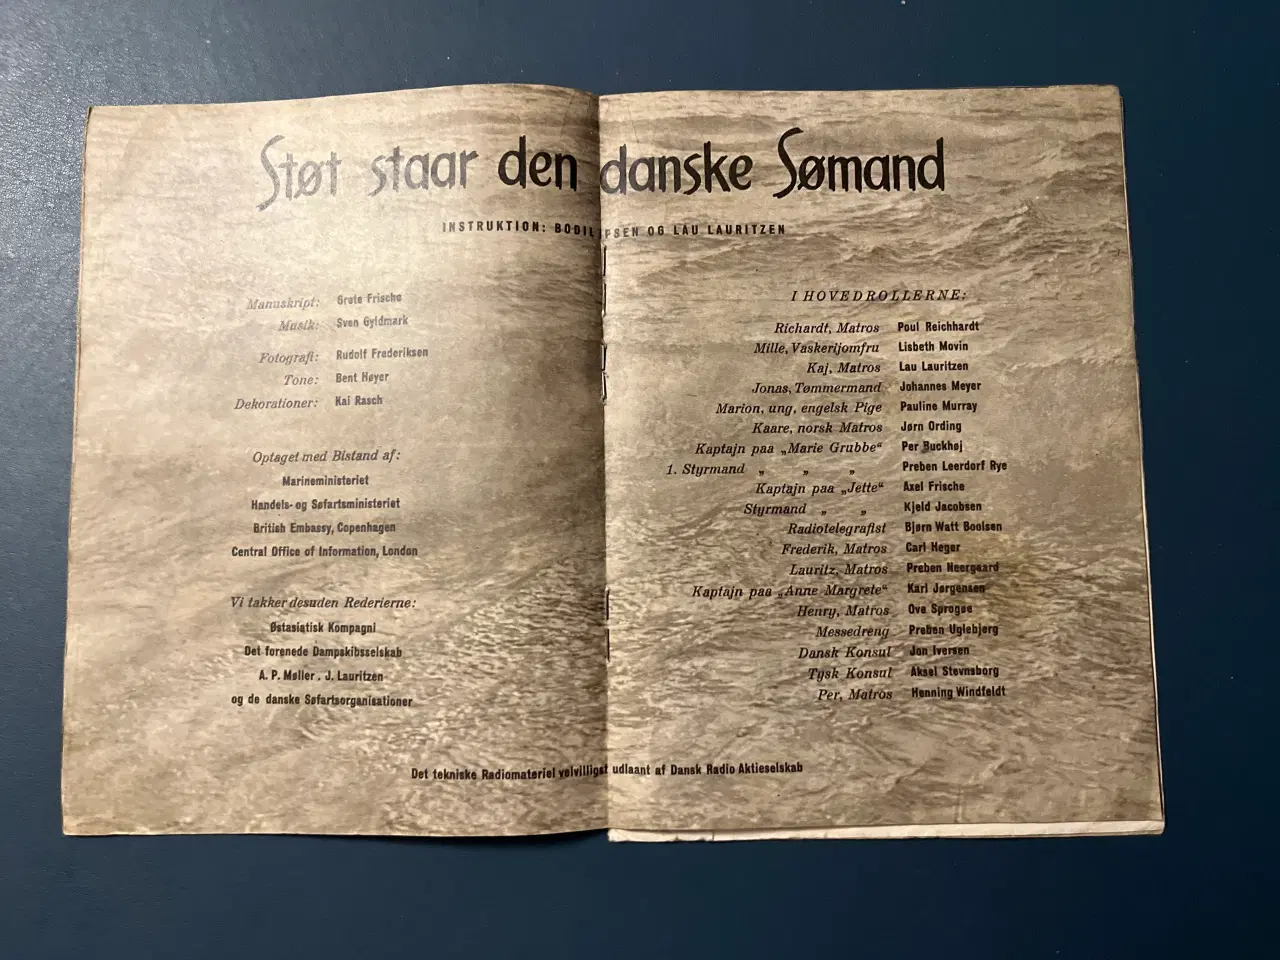 Støt staar den danske Sømand
INSTRUKTION: BODIL IPSEN OG LAU LAURITZEN
Manuskript: Grete Frische
Musik: Sven Gyldmark
Fotografi: Rudolf Frederiksen
Tone: Bent Høyer
Dekorationer: Kai Rasch
Optaget med Bistand af:
Marineministeriet
Handels- og Søfartsministeriet
British Embassy, Copenhagen
Central Office of Information, London
Vi takker desuden Rederierne:
Østasiatisk Kompagni
Det forenede Dampskibsselskab
A. P. Møller . J. Lauritzen
og de danske Søfartsorganisationer
I HOVEDROLLERNE:
Richardt, Matros Poul Reichhardt
Mille, Vaskerijomfru Lisbeth Movin
Kaj, Matros Lau Lauritzen
Jonas, Tømmermand Johannes Meyer
Marion, ung, engelsk Pige Pauline Murray
Kaare, norsk Matros Jørn Ording
Kaptajn paa „Marie Grubbe“ Per Buckhøj
1. Styrmand „ „ „ Preben Leerdorf Rye
Kaptajn paa „Jette“ Axel Frische
Styrmand „ „ Kjeld Jacobsen
Radiotelegrafist Bjørn Watt Boolsen
Frederik, Matros Carl Heger
Lauritz, Matros Preben Neergaard
Kaptajn paa „Anne Margrete“ Karl Jørgensen
Henry, Matros Ove Sprogøe
Messedreng Preben Uglebjerg
Dansk Konsul Jon Iversen
Tysk Konsul Aksel Stevnsborg
Per, Matros Henning Windfeldt
Det tekniske Radiomateriel velvilligst udlaant af Dansk Radio Aktieselskab